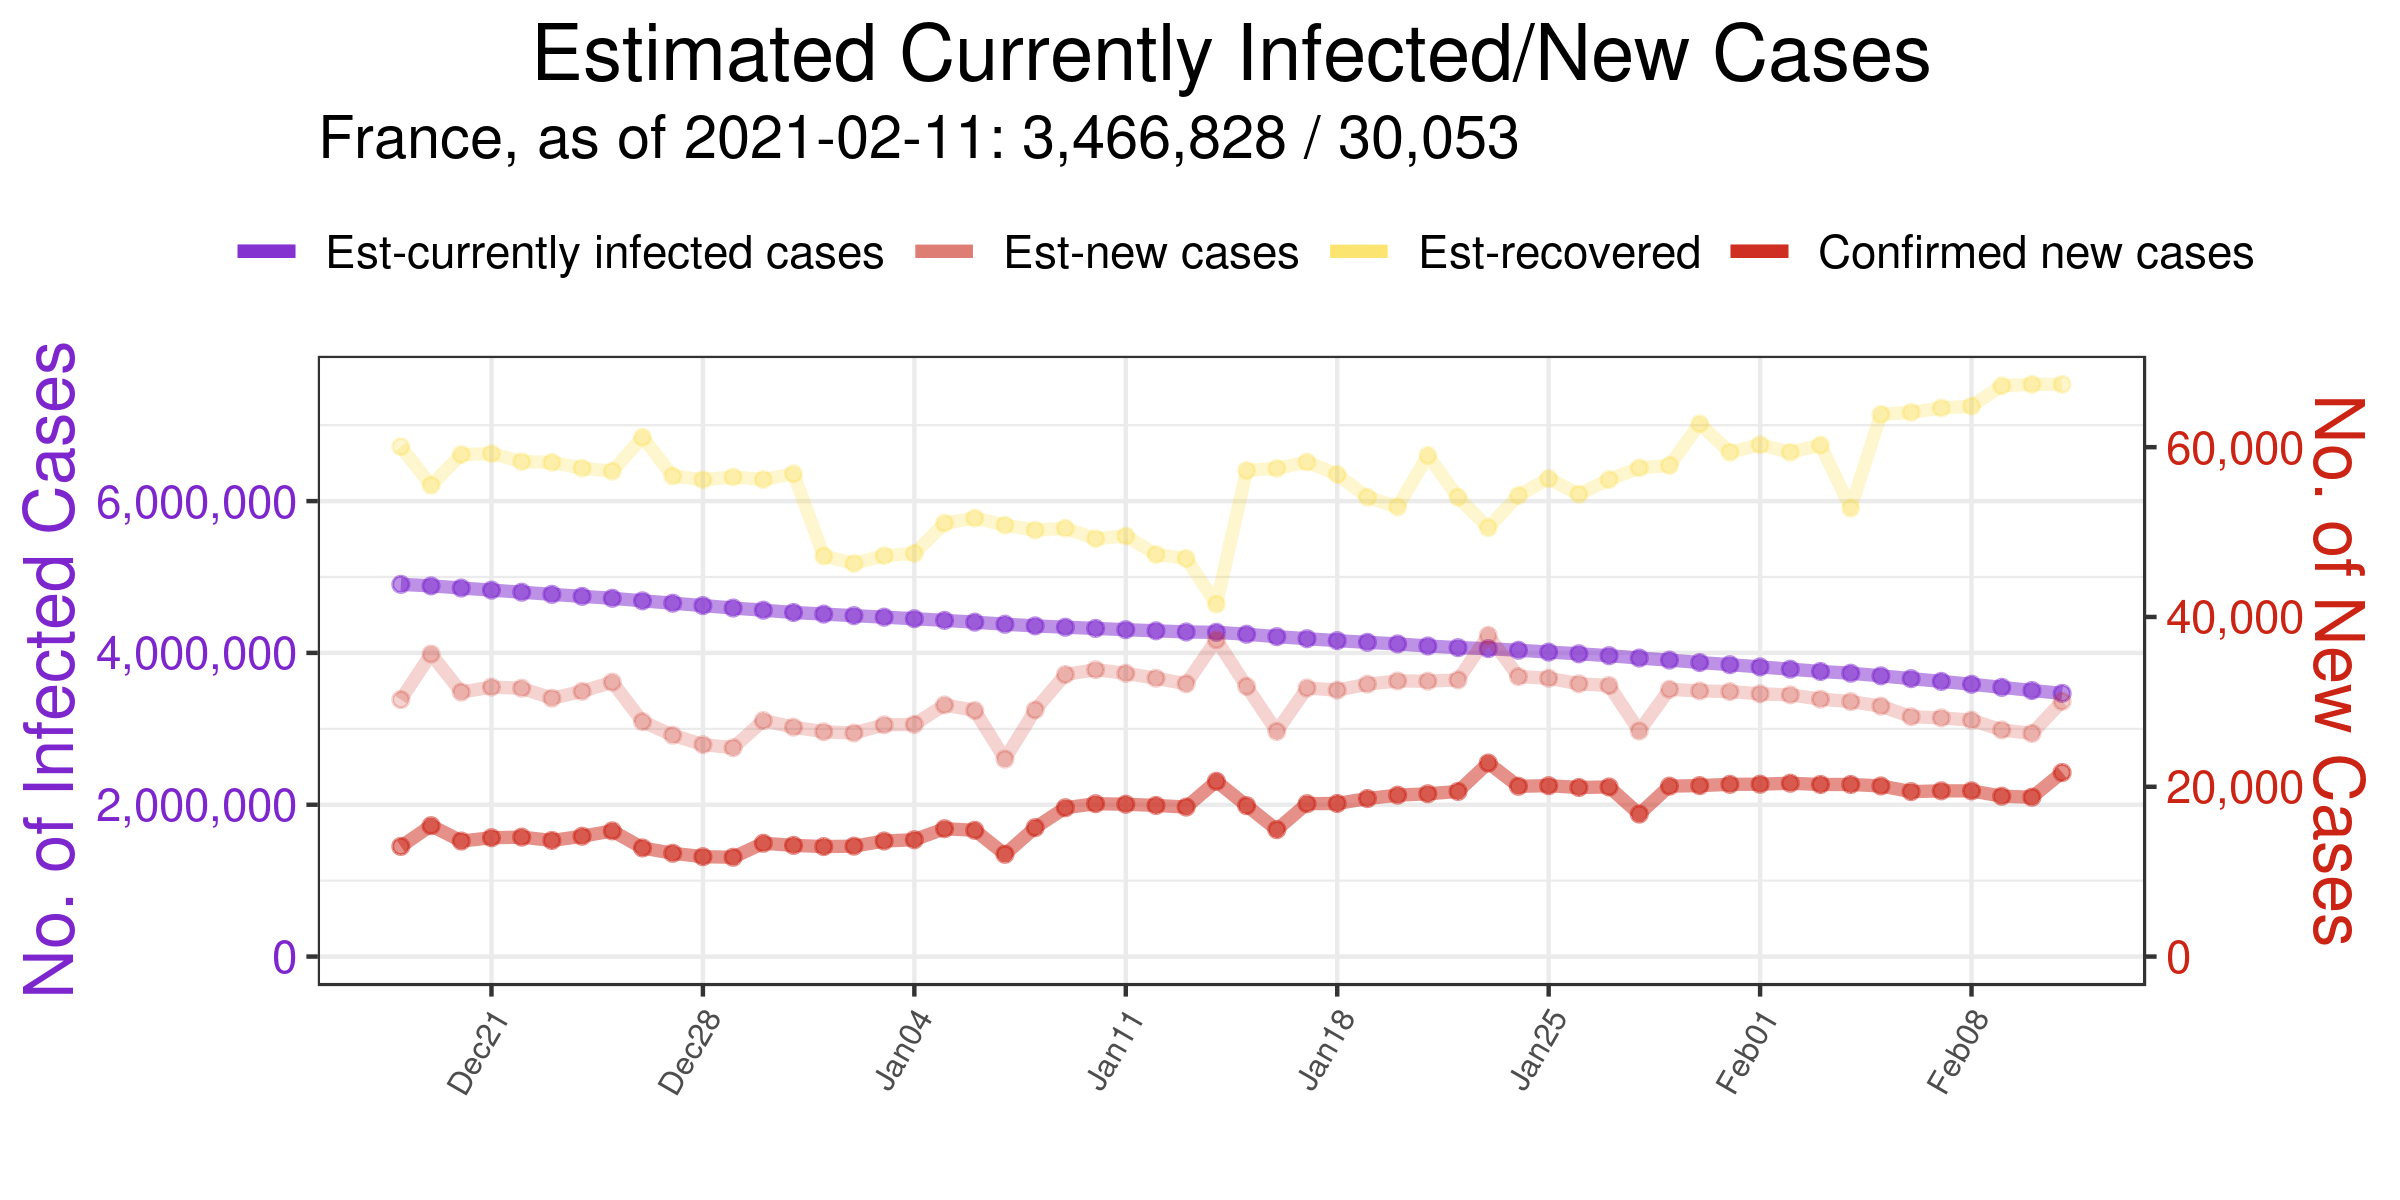 Estimated Currently Infected/New Cases
France, as of 2021-02-11: 3,466,828 / 30,053
Est-currently infected cases Est-new cases Est-recovered Confirmed new cases
No. of Infected Cases
6,000,000
4,000,000
2,000,000
0
60,000
40,000
20,000
0
No. of New Cases
Dec21 Dec28 Jan04 Jan11 Jan18 Jan25 Feb01 Feb08